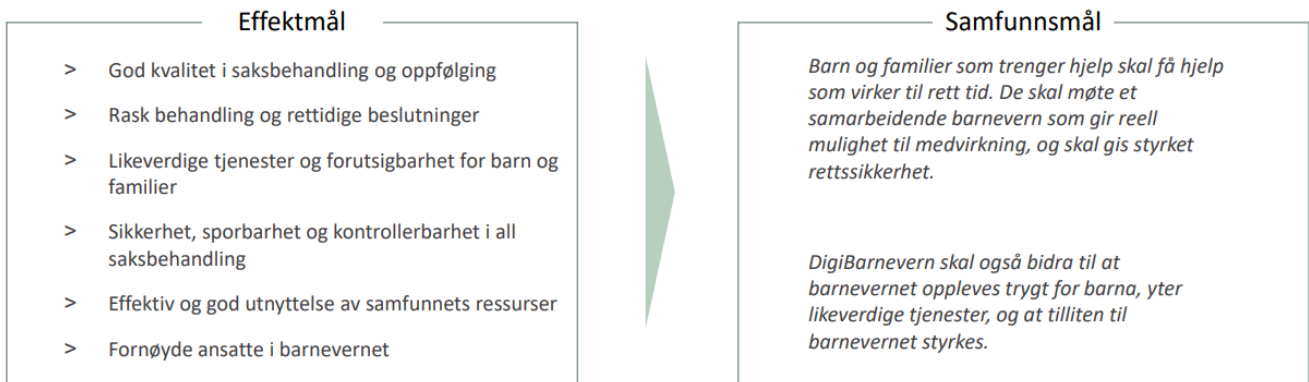 Effektmål
> God kvalitet i saksbehandling og oppfølging
> Rask behandling og rettidige beslutninger
> Likeverdige tjenester og forutsigbarhet for barn og
familier
> Sikkerhet, sporbarhet og kontrollerbarhet i all
saksbehandling
> Effektiv og god utnyttelse av samfunnets ressurser
> Fornøyde ansatte i barnevernet
Samfunnsmål
Barn og familier som trenger hjelp skal få hjelp
som virker til rett tid. De skal møte et
samarbeidende barnevern som gir reell
mulighet til medvirkning, og skal gis styrket
rettssikkerhet.
DigiBarnevern skal også bidra til at
barnevernet oppleves trygt for barna, yter
likeverdige tjenester, og at tilliten til
barnevernet styrkes.